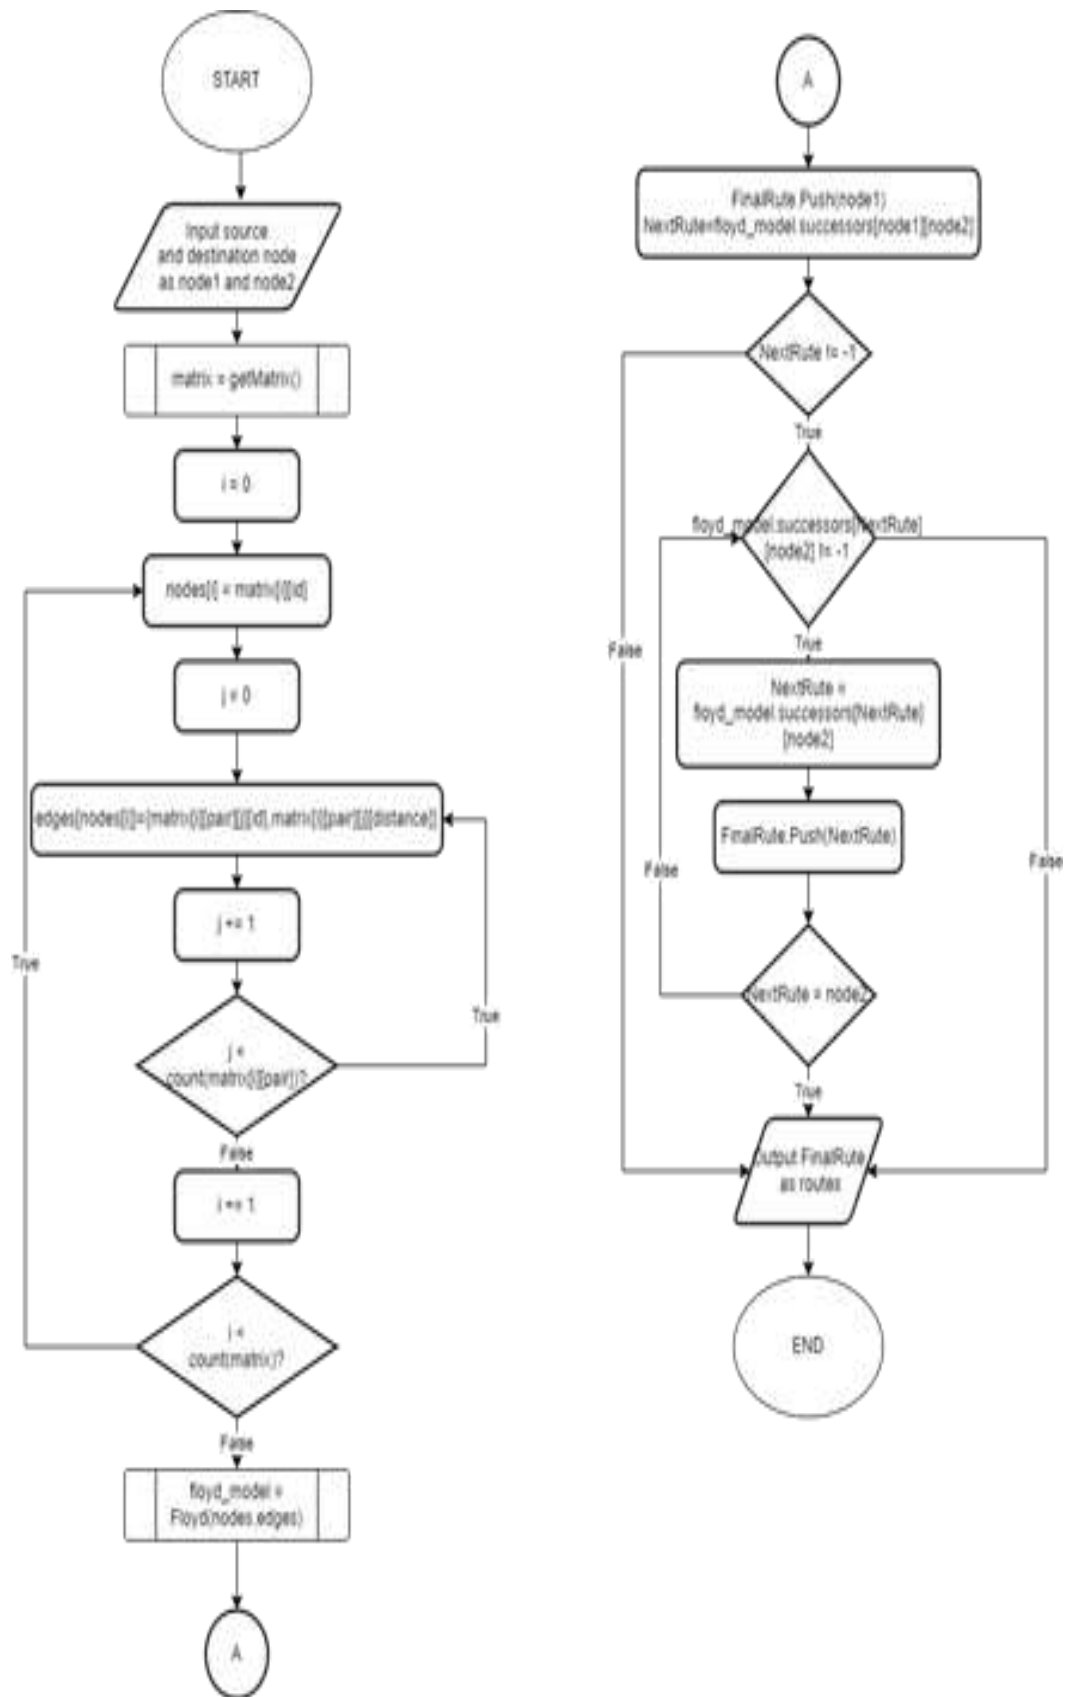 START
Input source
and destination node
as node1 and node2
matrix = getMatrix()
i = 0
nodes[i] = matrix[i][id]
j = 0
edges[nodes[i]]=[matrix[i][pair][j][id],matrix[i][pair][j][distance]]
j += 1
j <
count(matrix[i][pair])?
True
False
i += 1
True
count(matrix)?
False
floyd_model =
Floyd(nodes,edges)
A
A
FinalRute.Push(node1)
NextRute=floyd_model.successors[node1][node2]
NextRute != -1
True
False
floyd_model.successors[NextRute]
[node2] != -1
True
False
NextRute =
floyd_model.successors[NextRute]
[node2]
FinalRute.Push(NextRute)
False
NextRute = node2
True
Output FinalRute
as routes
END